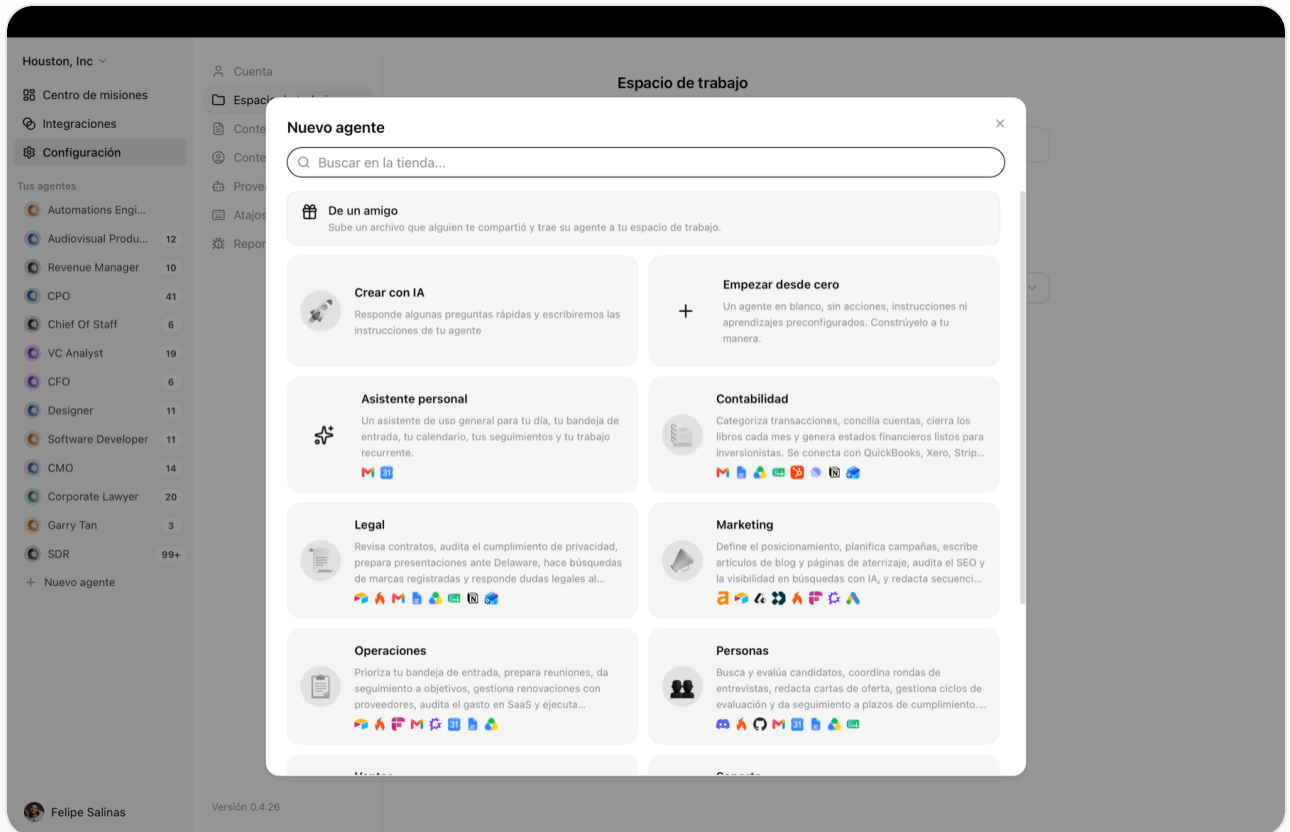 Houston, Inc
Centro de misiones
Integraciones
Configuración
Tus agentes
Automations Engi...
Audiovisual Produ... 12
Revenue Manager 10
CPO 41
Chief Of Staff 6
VC Analyst 19
CFO 6
Designer 11
Software Developer 11
CMO 14
Corporate Lawyer 20
Garry Tan 3
SDR 99+
Nuevo agente
Felipe Salinas
Cuenta
Espacio
Conte
Conte
Prove
Atajos
Repor
Versión 0.4.26
Espacio de trabajo
Nuevo agente
Buscar en la tienda...
De un amigo
Sube un archivo que alguien te compartió y trae su agente a tu espacio de trabajo.
Crear con IA
Responde algunas preguntas rápidas y escribiremos las
instrucciones de tu agente
Empezar desde cero
Un agente en blanco, sin acciones, instrucciones ni
aprendizajes preconfigurados. Constrúyelo a tu
manera.
Asistente personal
Un asistente de uso general para tu día, tu bandeja de
entrada, tu calendario, tus seguimientos y tu trabajo
recurrente.
31
Contabilidad
Categoriza transacciones, concilia cuentas, cierra los
libros cada mes y genera estados financieros listos para
inversionistas. Se conecta con QuickBooks, Xero, Strip...
Legal
Revisa contratos, audita el cumplimiento de privacidad,
prepara presentaciones ante Delaware, hace búsquedas
de marcas registradas y responde dudas legales al...
Marketing
Define el posicionamiento, planifica campañas, escribe
artículos de blog y páginas de aterrizaje, audita el SEO y
la visibilidad en búsquedas con IA, y redacta secuenci...
Operaciones
Prioriza tu bandeja de entrada, prepara reuniones, da
seguimiento a objetivos, gestiona renovaciones con
proveedores, audita el gasto en SaaS y ejecuta...
31
Personas
Busca y evalúa candidatos, coordina rondas de
entrevistas, redacta cartas de oferta, gestiona ciclos de
evaluación y da seguimiento a plazos de cumplimiento....
31